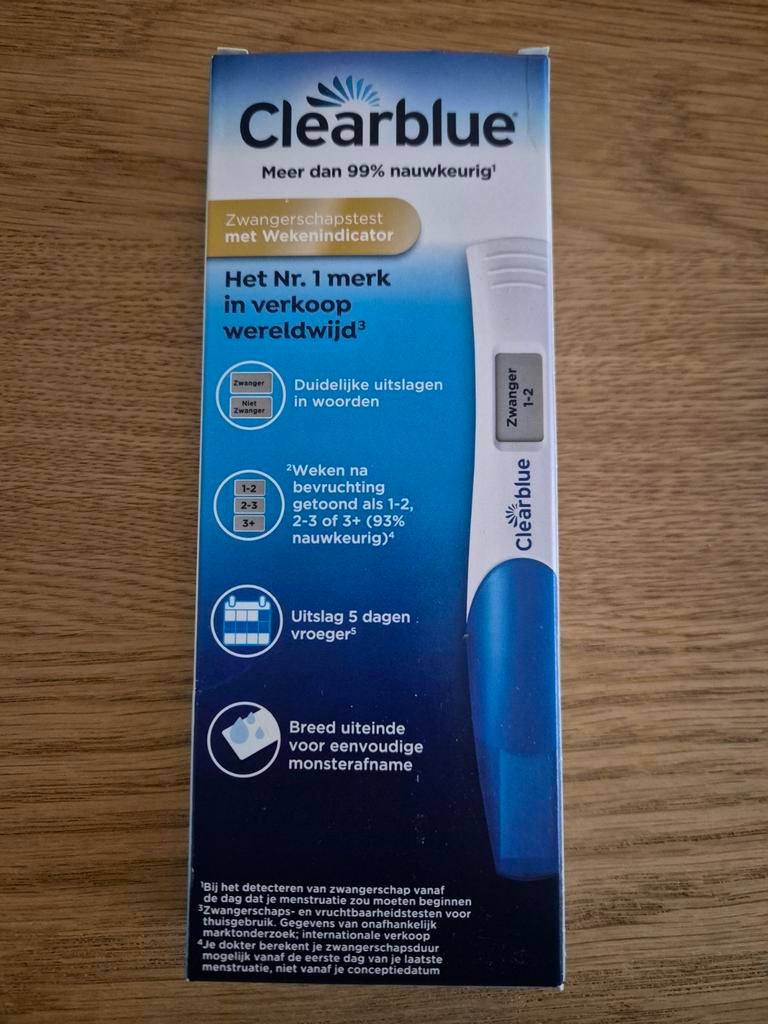 Clearblue®
Meer dan 99% nauwkeurig¹
Zwangerschapstest
met Wekenindicator
Het Nr. 1 merk
in verkoop
wereldwijd³
Zwanger
Niet
Zwanger
Duidelijke uitslagen
in woorden
1-2
2-3
3+
²Weken na
bevruchting
getoond als 1-2,
2-3 of 3+ (93%
nauwkeurig)⁴
Uitslag 5 dagen
vroeger⁵
Breed uiteinde
voor eenvoudige
monsterafname
Zwanger
1-2
Clearblue
¹Bij het detecteren van zwangerschap vanaf
de dag dat je menstruatie zou moeten beginnen
³Zwangerschaps- en vruchtbaarheidstesten voor
thuisgebruik. Gegevens van onafhankelijk
marktonderzoek; internationale verkoop
⁴Je dokter berekent je zwangerschapsduur
mogelijk vanaf de eerste dag van je laatste
menstruatie, niet vanaf je conceptiedatum